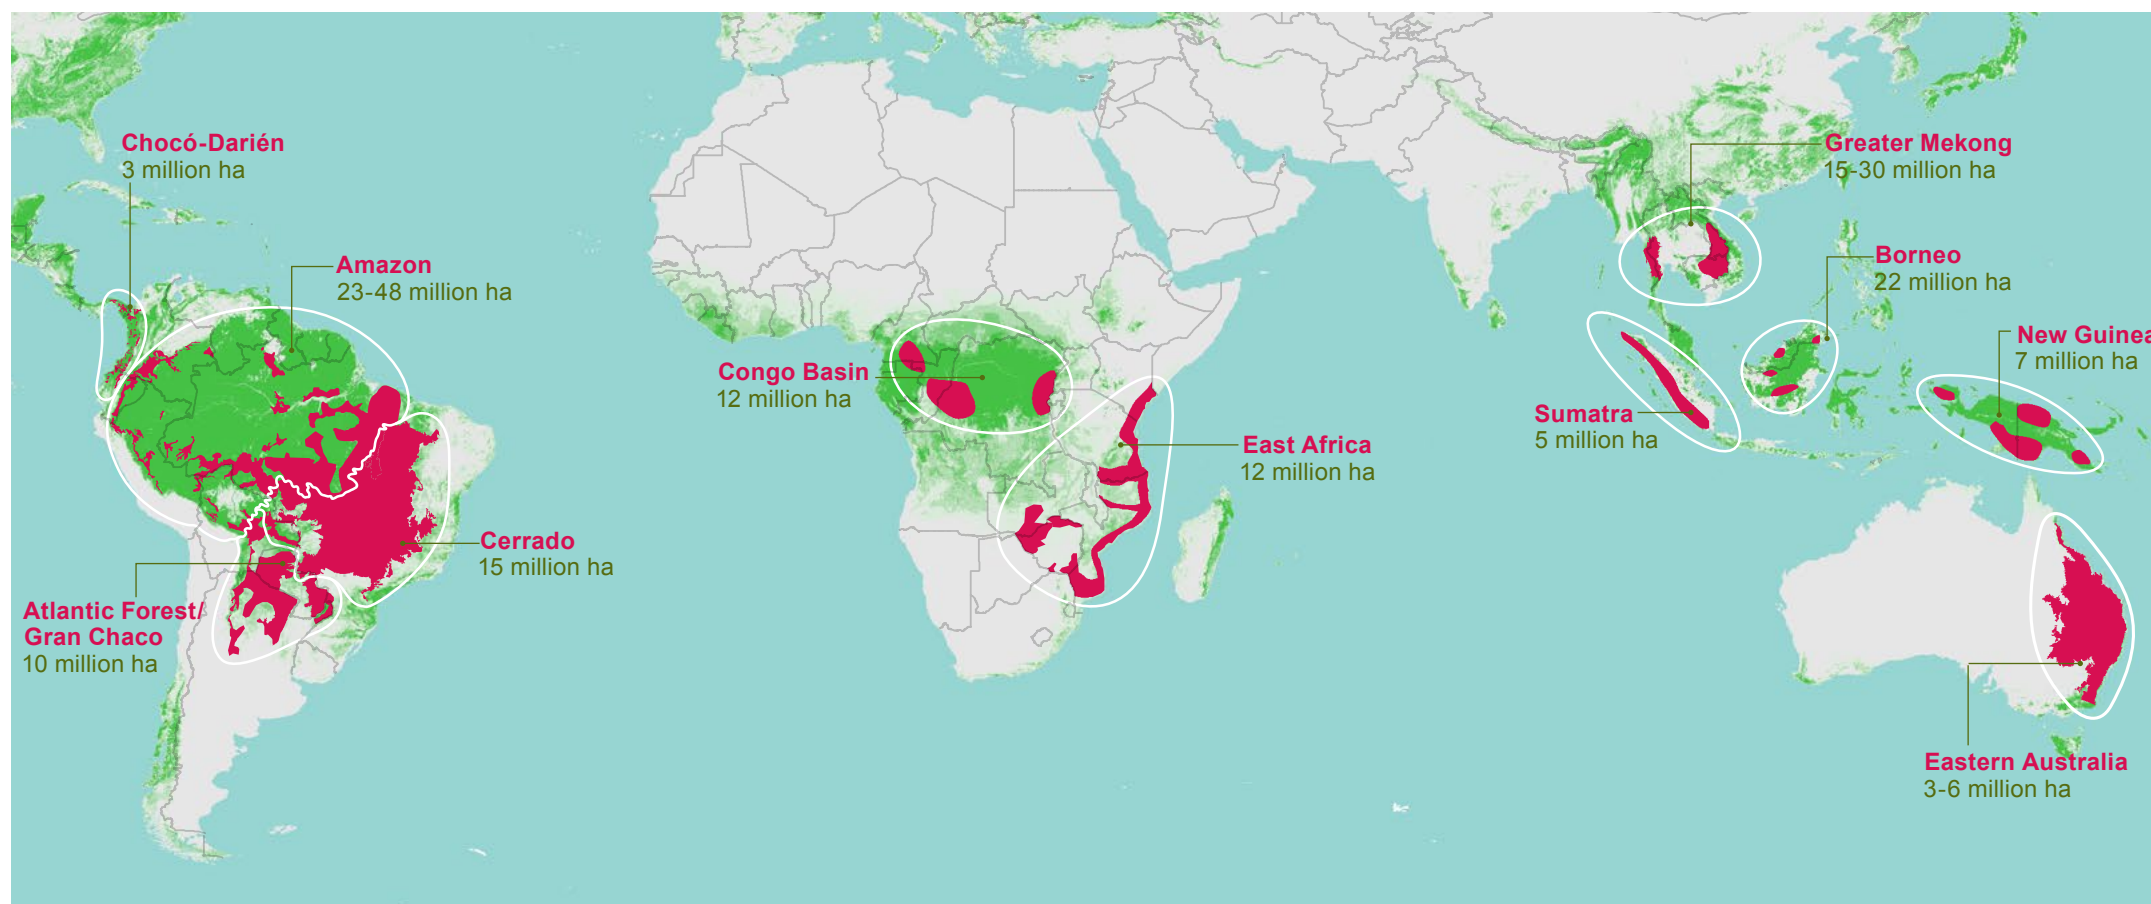 Chocó-Darién
3 million ha
Amazon
23-48 million ha
Cerrado
15 million ha
Atlantic Forest/
Gran Chaco
10 million ha
Congo Basin
12 million ha
East Africa
12 million ha
Greater Mekong
15-30 million ha
Borneo
22 million ha
New Guinea
7 million ha
Sumatra
5 million ha
Eastern Australia
3-6 million ha